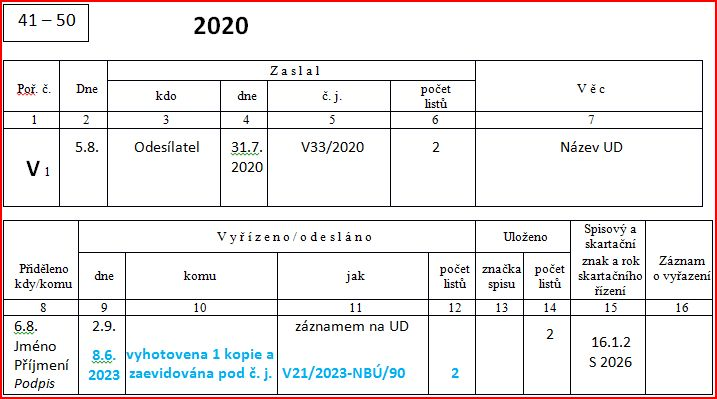 41 – 50
2020
Z a s l a l
Poř. č. Dne kdo dne č. j. počet listů V ě c
1 2 3 4 5 6 7
V 1 5.8. Odesílatel 31.7. 2020 V33/2020 2 Název UD
Přiděleno kdy/komu V y ř í z e n o / o d e s l á n o Uloženo Spisový a skartační znak a rok skartačního řízení Záznam o vyřazení
dne komu jak počet listů značka spisu počet listů
8 9 10 11 12 13 14 15 16
6.8. 2.9. záznamem na UD 2 16.1.2
Jméno Příjmení S 2026
Podpis 8.6. 2023 vyhotovena 1 kopie a zaevidována pod č. j. V21/2023-NBÚ/90 2